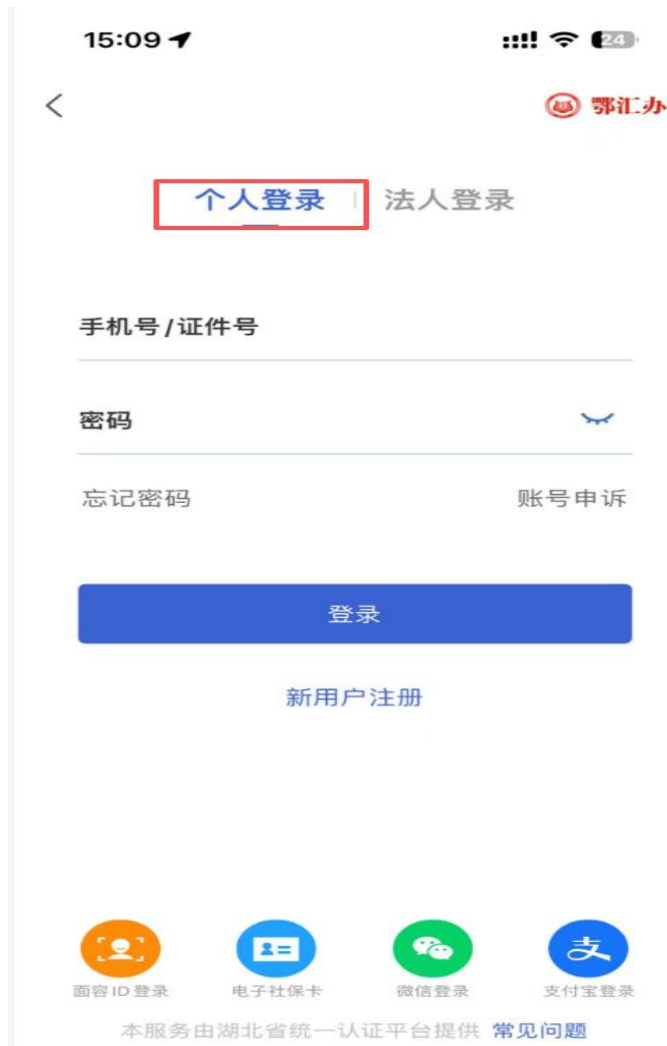 15:09
24
鄂汇办
个人登录 法人登录
手机号/证件号
密码
忘记密码 账号申诉
登录
新用户注册
面容ID登录 电子社保卡 微信登录 支付宝登录
本服务由湖北省统一认证平台提供 常见问题